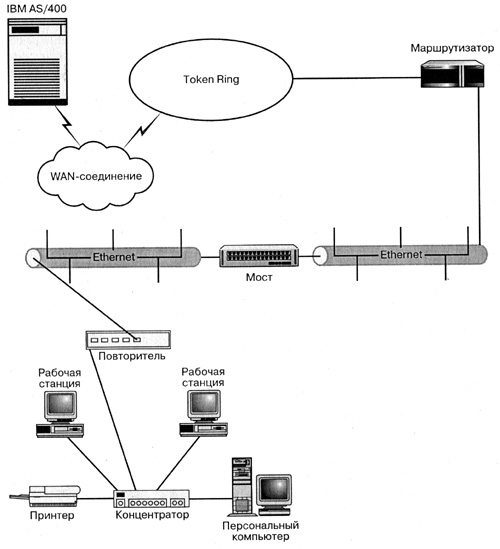 IBM AS/400
Маршрутизатор
Token Ring
WAN-соединение
Ethernet
Ethernet
Мост
Повторитель
Рабочая
станция
Рабочая
станция
Принтер
Концентратор
Персональный
компьютер